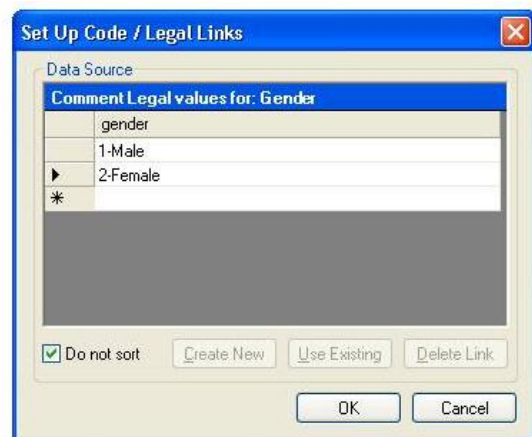 Set Up Code / Legal Links
Data Source
Comment Legal values for: Gender
gender
1-Male
2-Female
*
Do not sort
Create New
Use Existing
Delete Link
OK
Cancel